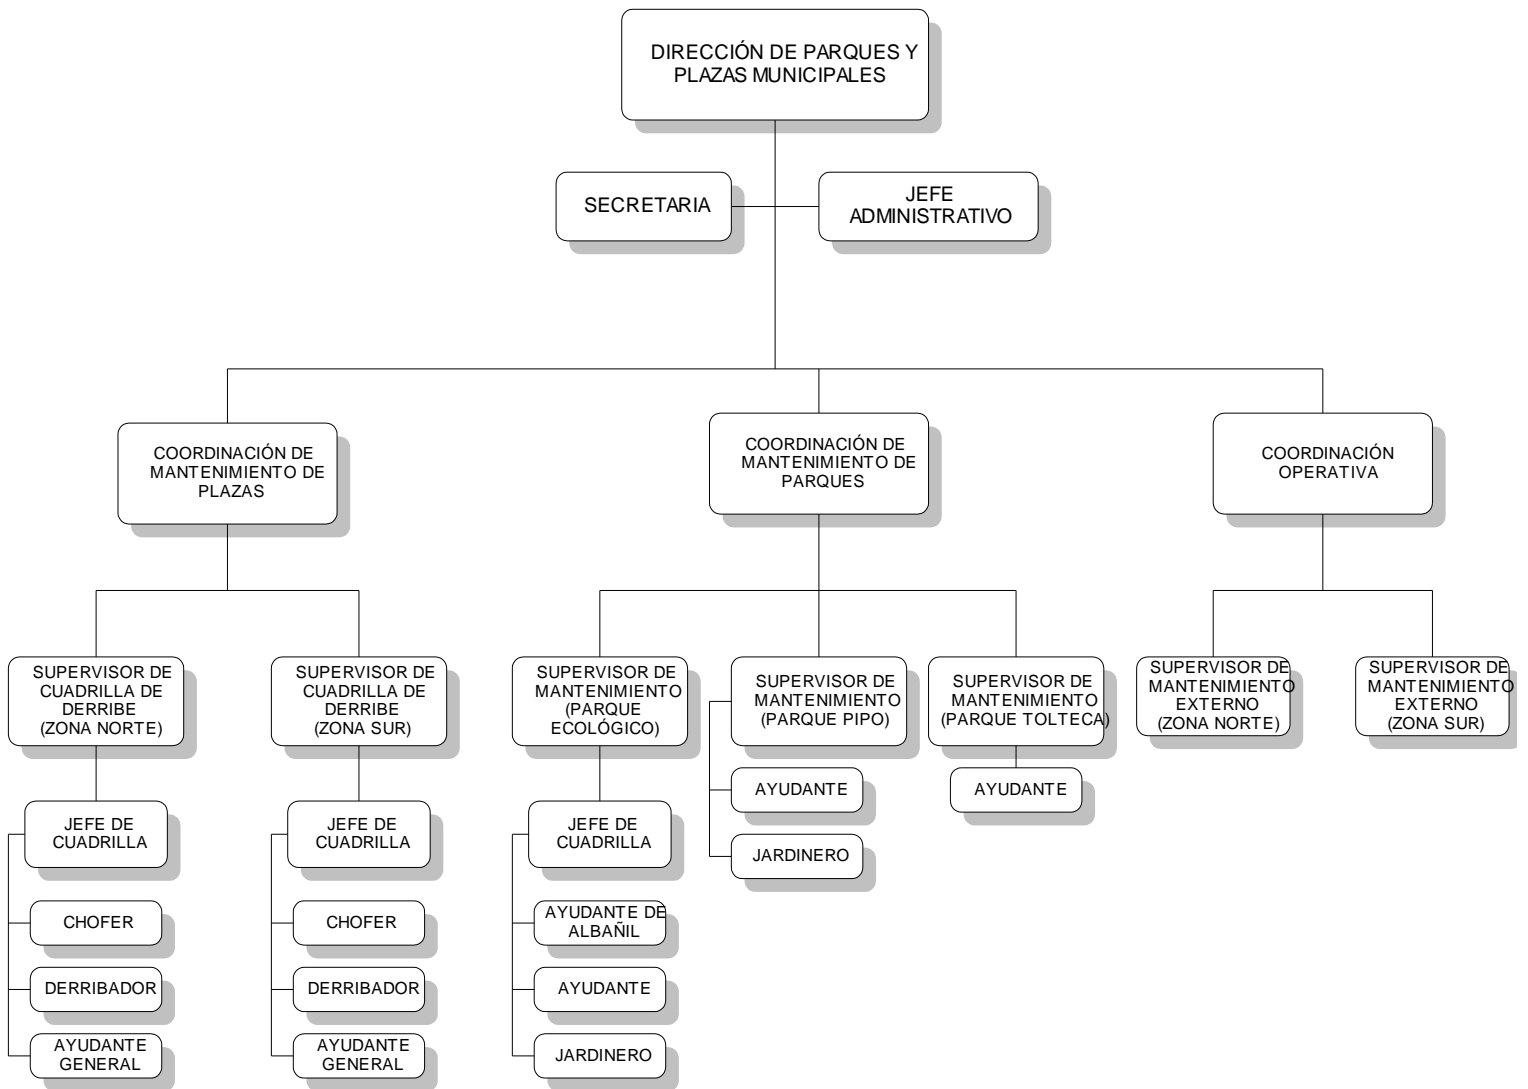 DIRECCIÓN DE PARQUES Y
PLAZAS MUNICIPALES
SECRETARIA
JEFE
ADMINISTRATIVO
COORDINACIÓN DE
MANTENIMIENTO DE
PLAZAS
COORDINACIÓN DE
MANTENIMIENTO DE
PARQUES
COORDINACIÓN
OPERATIVA
SUPERVISOR DE
CUADRILLA DE
DERRIBE
(ZONA NORTE)
SUPERVISOR DE
CUADRILLA DE
DERRIBE
(ZONA SUR)
SUPERVISOR DE
MANTENIMIENTO
(PARQUE
ECOLÓGICO)
SUPERVISOR DE
MANTENIMIENTO
(PARQUE PIPO)
SUPERVISOR DE
MANTENIMIENTO
(PARQUE TOLTECA)
SUPERVISOR DE
MANTENIMIENTO
EXTERNO
(ZONA NORTE)
SUPERVISOR DE
MANTENIMIENTO
EXTERNO
(ZONA SUR)
JEFE DE
CUADRILLA
CHOFER
DERRIBADOR
AYUDANTE
GENERAL
JEFE DE
CUADRILLA
CHOFER
DERRIBADOR
AYUDANTE
GENERAL
JEFE DE
CUADRILLA
AYUDANTE DE
ALBAÑIL
AYUDANTE
JARDINERO
AYUDANTE
JARDINERO
AYUDANTE